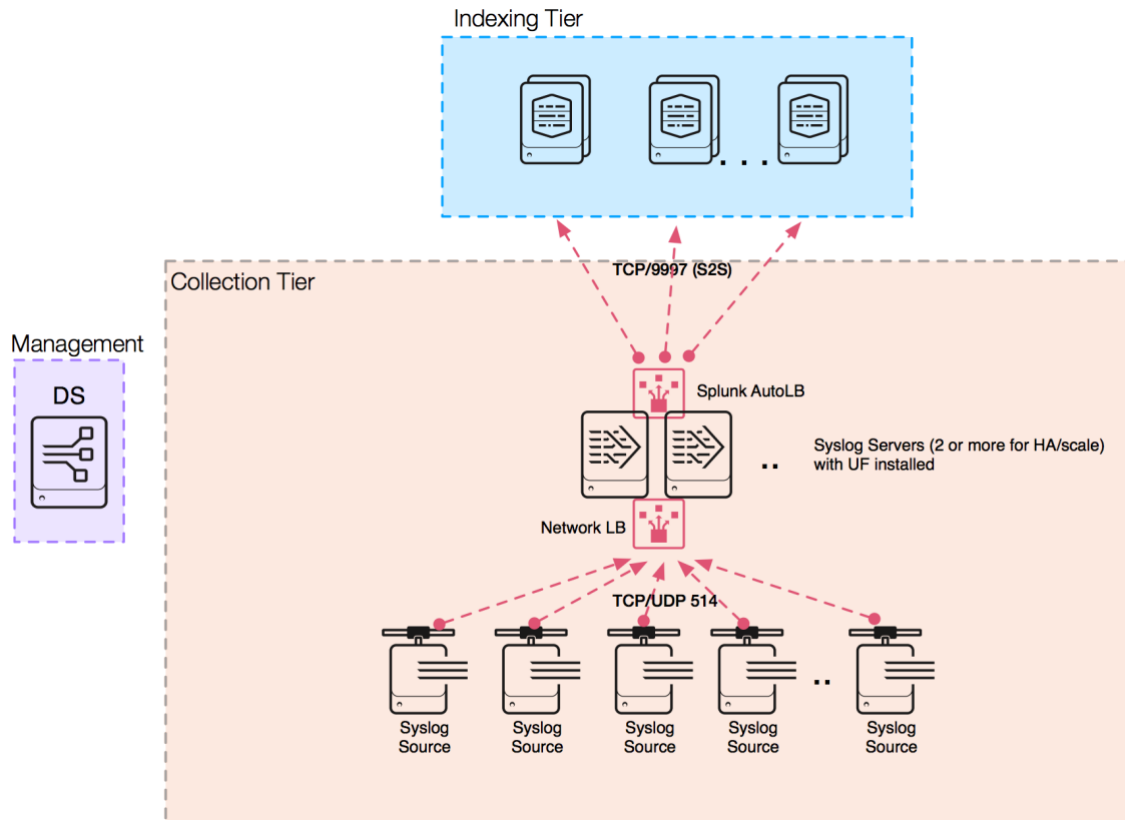 Indexing Tier
. . .
TCP/9997 (S2S)
Collection Tier
Management
DS
Splunk AutoLB
Syslog Servers (2 or more for HA/scale)
with UF installed
..
Network LB
TCP/UDP 514
..
Syslog
Source
Syslog
Source
Syslog
Source
Syslog
Source
Syslog
Source